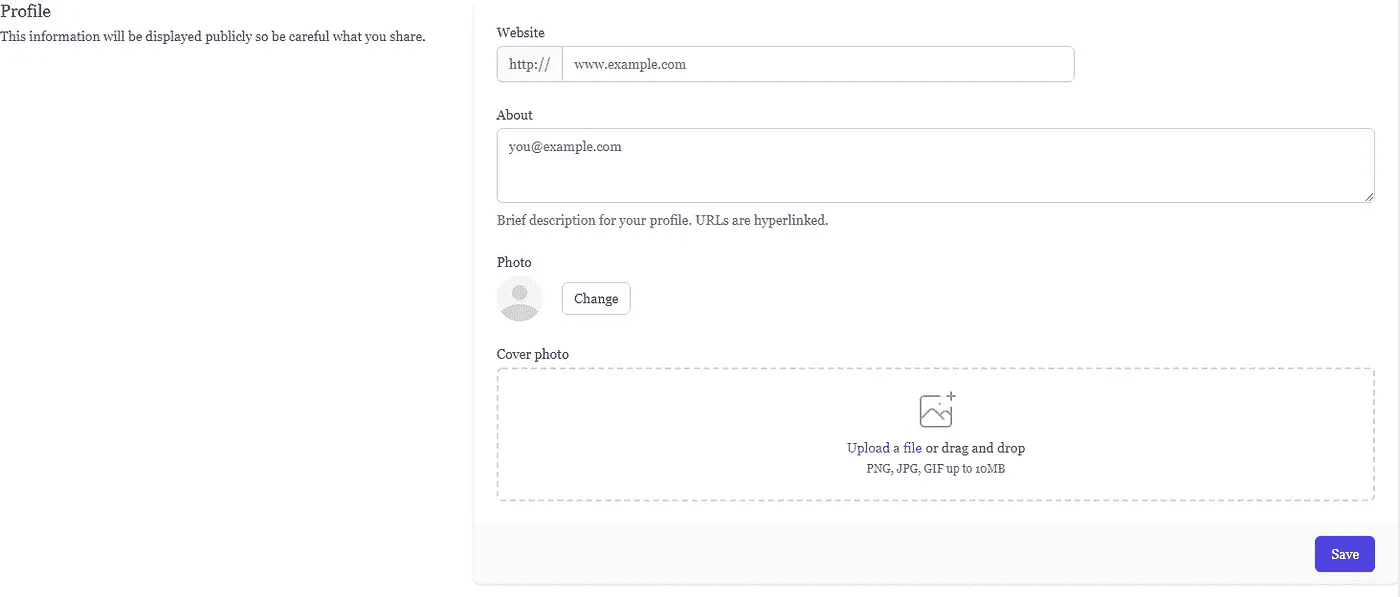 Profile
This information will be displayed publicly so be careful what you share.
Website
http:// www.example.com
About
you@example.com
Brief description for your profile. URLs are hyperlinked.
Photo
Change
Cover photo
Upload a file or drag and drop
PNG, JPG, GIF up to 10MB
Save